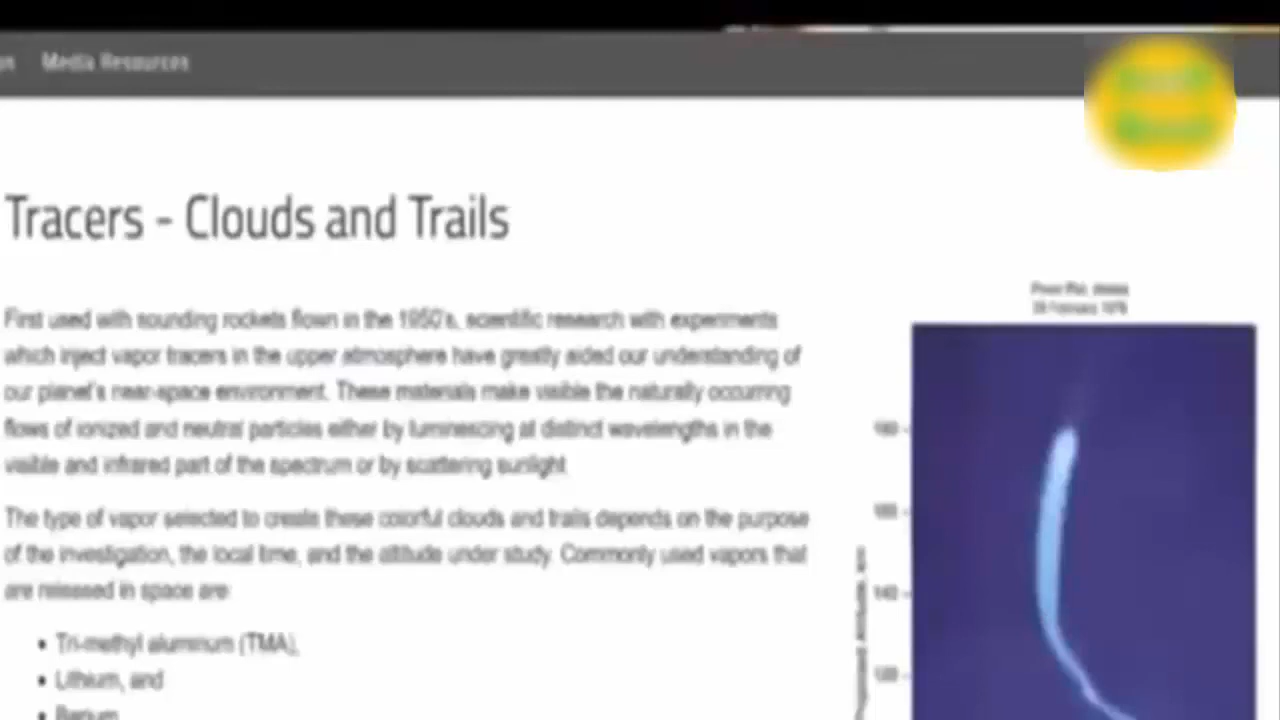 Media Resources
Tracers - Clouds and Trails
First used with sounding rockets flown in the 1950's, scientific research with experiments
which inject vapor tracers in the upper atmosphere have greatly aided our understanding of
our planet's near-space environment. These materials make visible the naturally occurring
flows of ionized and neutral particles either by luminescing at distinct wavelengths in the
visible and infrared part of the spectrum or by scattering sunlight.
The type of vapor selected to create these colorful clouds and trails depends on the purpose
of the investigation, the local time, and the altitude under study. Commonly used vapors that
are released in space are:
• Tri-methyl aluminum (TMA),
• Lithium, and
• Barium
140